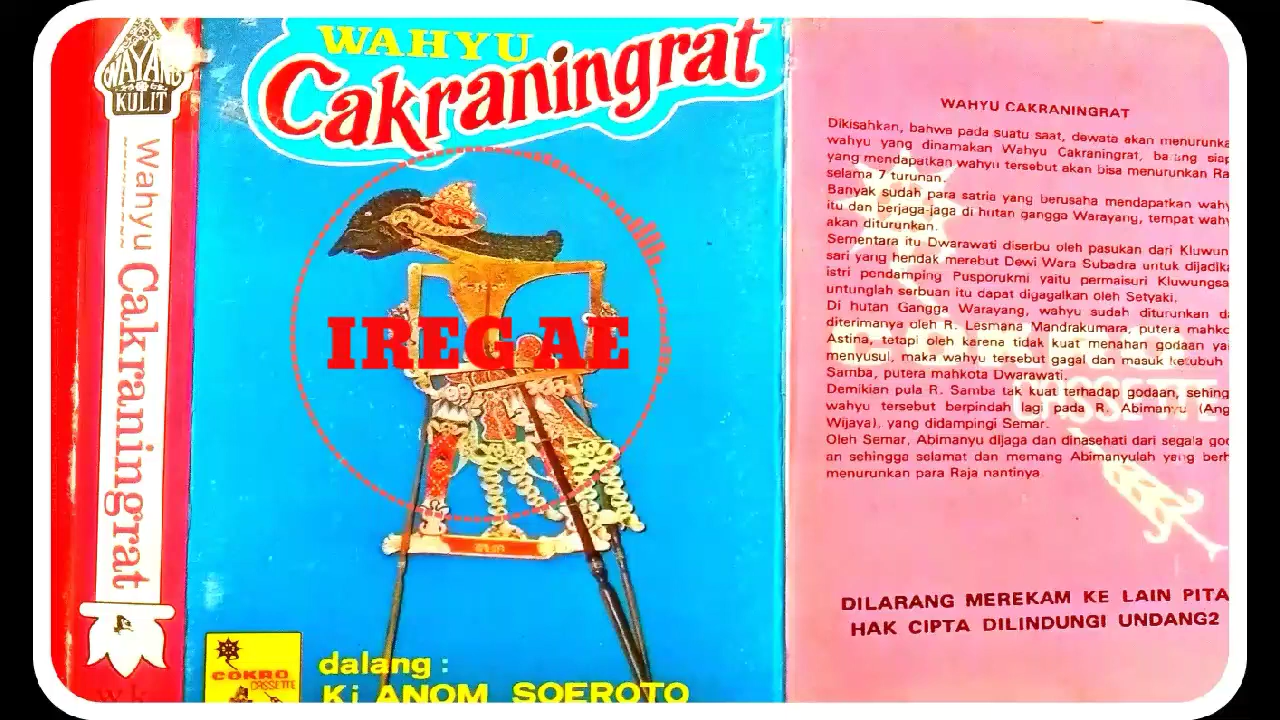 WAYANG
KULIT
Wahyu Cakraningrat
WAHYU
Cakraningrat
IREG AE
COKRO
CASSETTE
dalang :
Ki ANOM SOEROTO
WAHYU CAKRANINGRAT
Dikisahkan, bahwa pada suatu saat, dewata akan menurunka
wahyu yang dinamakan Wahyu Cakraningrat, barang siap
yang mendapatkan wahyu tersebut akan bisa menurunkan Ra
selama 7 turunan.
Banyak sudah para satria yang berusaha mendapatkan wahy
itu dan berjaga-jaga di hutan gangga Warayang, tempat wah
akan diturunkan.
Sementara itu Dwarawati diserbu oleh pasukan dari Kluwun
sari yang hendak merebut Dewi Wara Subadra untuk dijadika
istri pendamping Pusporukmi yaitu permaisuri Kluwungsa
untunglah serbuan itu dapat digagalkan oleh Setyaki.
Di hutan Gangga Warayang, wahyu sudah diturunkan da
diterimanya oleh R. Lesmana Mandrakumara, putera mahko
Astina, tetapi oleh karena tidak kuat menahan godaan ya
menyusul, maka wahyu tersebut gagal dan masuk ketubuh
Samba, putera mahkota Dwarawati.
Demikian pula R. Samba tak kuat terhadap godaan, sehing
wahyu tersebut berpindah lagi pada R. Abimanyu (Ang
Wijaya), yang didampingi Semar.
Oleh Semar, Abimanyu dijaga dan dinasehati dari segala god
an sehingga selamat dan memang Abimanyulah yang berh
menurunkan para Raja nantinya.
CASSETTE
DILARANG MEREKAM KE LAIN PITA
HAK CIPTA DILINDUNGI UNDANG2